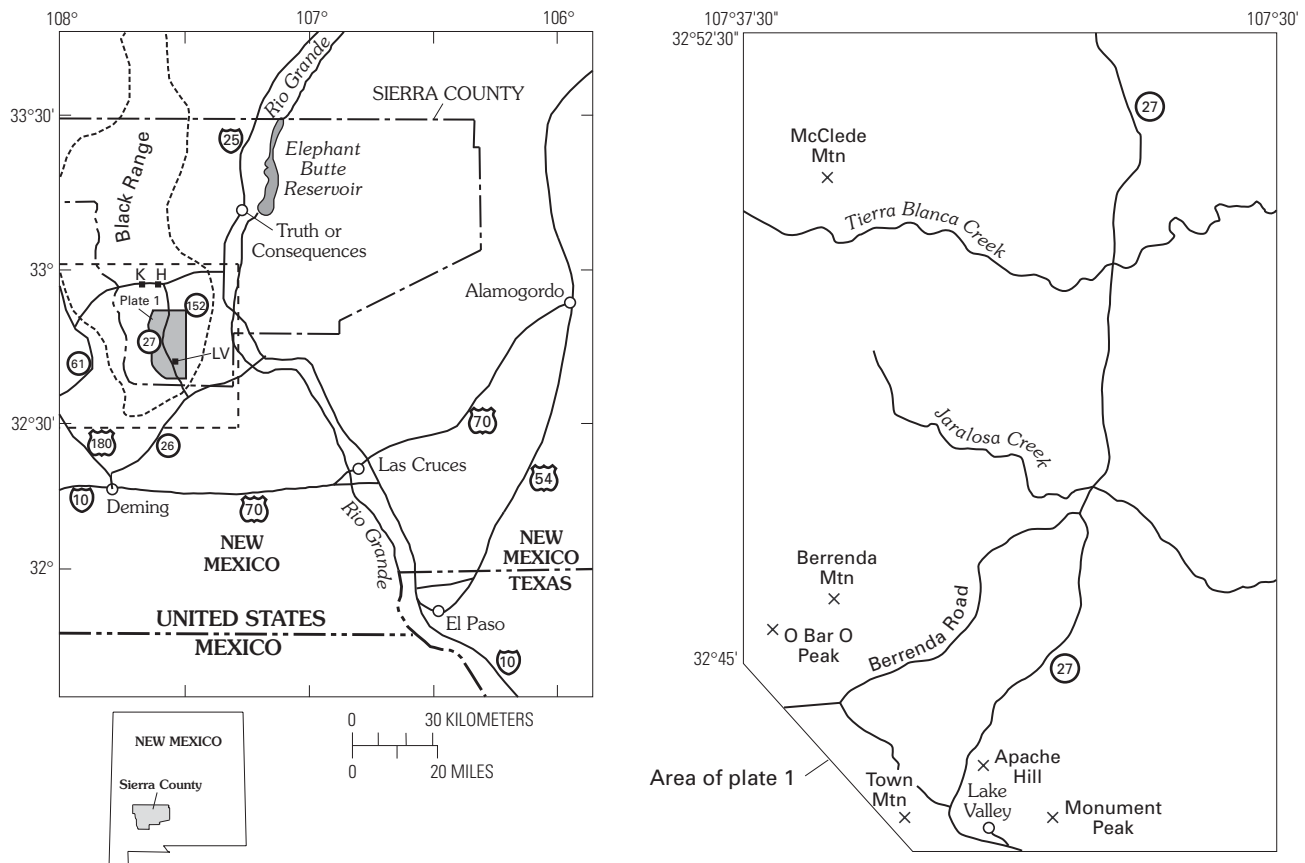 108°
107°
106°
33°30'
33°
32°30'
32°
Rio Grande
SIERRA COUNTY
25
Elephant
Butte
Reservoir
Black Range
Truth or
Consequences
K H
Plate 1
152
27
LV
61
Alamogordo
180
26
70
Las Cruces
54
10
Deming
70
Rio Grande
NEW
MEXICO
NEW
MEXICO
TEXAS
UNITED STATES
MEXICO
El Paso
10
NEW MEXICO
Sierra County
0 30 KILOMETERS
0 20 MILES
107°37'30"
107°30'
32°52'30"
27
McClede
Mtn
Tierra Blanca Creek
Jaralosa Creek
Berrenda
Mtn
O Bar O
Peak
Berrenda Road
32°45'
27
Area of plate 1
Town
Mtn
Apache
Hill
Lake
Valley
Monument
Peak